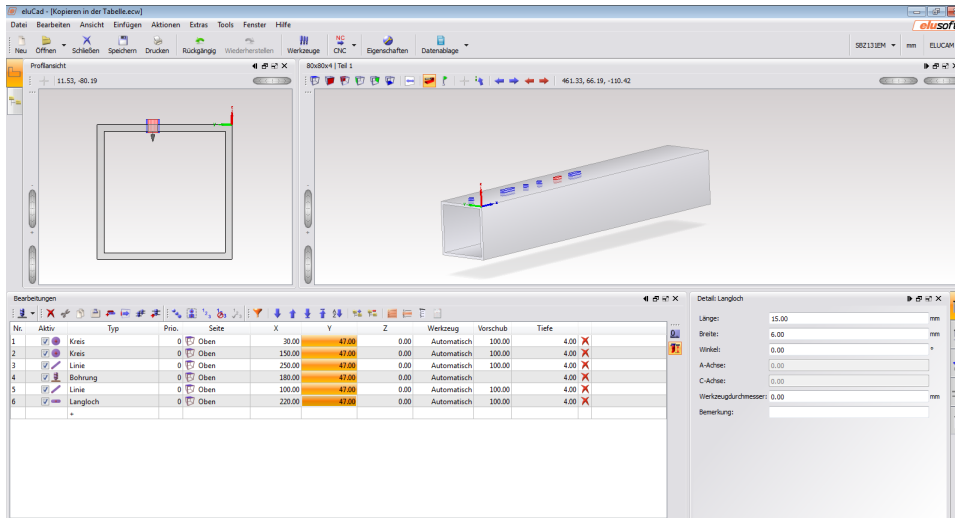 eluCad - [Kopieren in der Tabelle.ecw]
Datei Bearbeiten Ansicht Einfügen Aktionen Extras Tools Fenster Hilfe
elusoft
Neu Öffnen Schließen Speichern Drucken Rückgängig Wiederherstellen Werkzeuge CNC Eigenschaften Datenablage
SBZ131EM mm ELUCAM
Profilansicht
80x80x4 | Teil 1
11.53, -80.19
461.33, 66.19, -110.42
Bearbeitungen
Nr. Aktiv Typ Prio. Seite X Y Z Werkzeug Vorschub Tiefe
1 Kreis 0 Oben 30.00 47.00 0.00 Automatisch 100.00 4.00
2 Kreis 0 Oben 150.00 47.00 0.00 Automatisch 100.00 4.00
3 Linie 0 Oben 250.00 47.00 0.00 Automatisch 100.00 4.00
4 Bohrung 0 Oben 180.00 47.00 0.00 Automatisch 4.00
5 Linie 0 Oben 100.00 47.00 0.00 Automatisch 100.00 4.00
6 Langloch 0 Oben 220.00 47.00 0.00 Automatisch 100.00 4.00
+
Detail: Langloch
Länge: 15.00 mm
Breite: 6.00 mm
Winkel: 0.00 °
A-Achse: 0.00
C-Achse: 0.00
Werkzeugdurchmesser: 0.00 mm
Bemerkung: